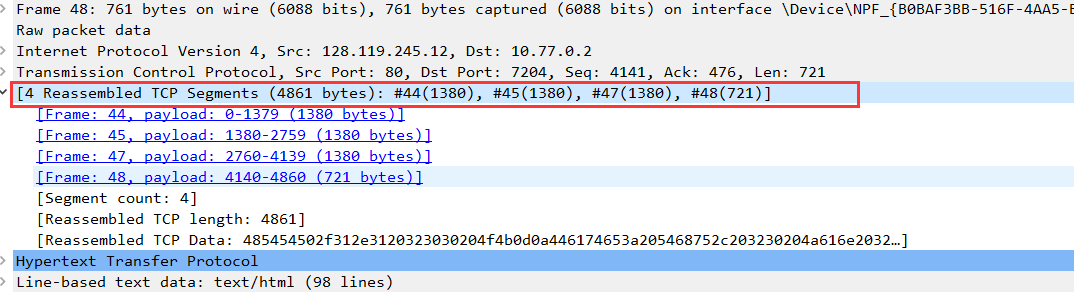 Frame 48: 761 bytes on wire (6088 bits), 761 bytes captured (6088 bits) on interface \Device\NPF_{B0BAF3BB-516F-4AA5-
Raw packet data
Internet Protocol Version 4, Src: 128.119.245.12, Dst: 10.77.0.2
Transmission Control Protocol, Src Port: 80, Dst Port: 7204, Seq: 4141, Ack: 476, Len: 721
[4 Reassembled TCP Segments (4861 bytes): #44(1380), #45(1380), #47(1380), #48(721)]
[Frame: 44, payload: 0-1379 (1380 bytes)]
[Frame: 45, payload: 1380-2759 (1380 bytes)]
[Frame: 47, payload: 2760-4139 (1380 bytes)]
[Frame: 48, payload: 4140-4860 (721 bytes)]
[Segment count: 4]
[Reassembled TCP length: 4861]
[Reassembled TCP Data: 485454502f312e3120323030204f4b0d0a446174653a205468752c203230204a616e2032…]
Hypertext Transfer Protocol
Line-based text data: text/html (98 lines)